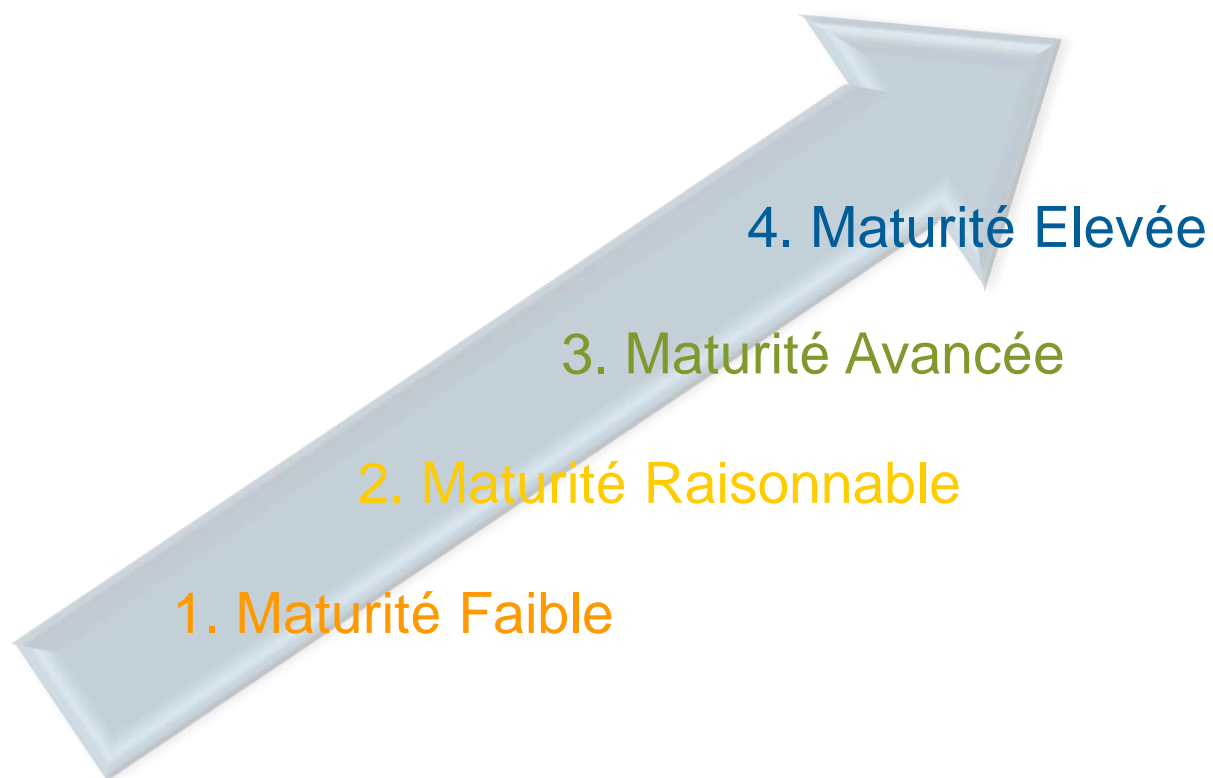 4. Maturité Elevée
3. Maturité Avancée
2. Maturité Raisonnable
1. Maturité Faible